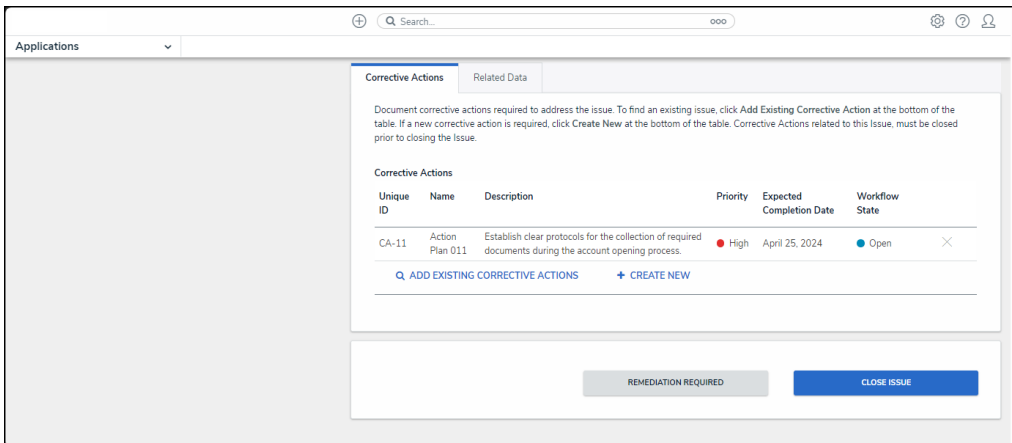 Search...
Applications
Corrective Actions
Related Data
Document corrective actions required to address the issue. To find an existing issue, click Add Existing Corrective Action at the bottom of the
table. If a new corrective action is required, click Create New at the bottom of the table. Corrective Actions related to this Issue, must be closed
prior to closing the Issue.
Corrective Actions
Unique ID
Name
Description
Priority
Expected Completion Date
Workflow State
CA-11
Action Plan 011
Establish clear protocols for the collection of required
documents during the account opening process.
High
April 25, 2024
Open
ADD EXISTING CORRECTIVE ACTIONS
+ CREATE NEW
REMEDIATION REQUIRED
CLOSE ISSUE